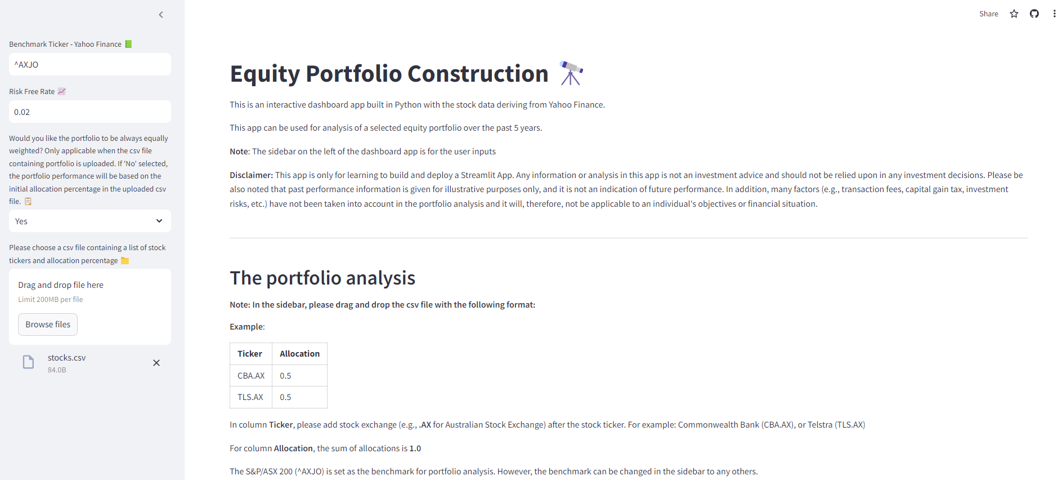 Share
Benchmark Ticker - Yahoo Finance
^AXJO
Risk Free Rate
0.02
Would you like the portfolio to be always equally
weighted? Only applicable when the csv file
containing portfolio is uploaded. If 'No' selected,
the portfolio performance will be based on the
initial allocation percentage in the uploaded csv
file.
Yes
Please choose a csv file containing a list of stock
tickers and allocation percentage
Drag and drop file here
Limit 200MB per file
Browse files
stocks.csv
84.0B
Equity Portfolio Construction
This is an interactive dashboard app built in Python with the stock data deriving from Yahoo Finance.
This app can be used for analysis of a selected equity portfolio over the past 5 years.
Note: The sidebar on the left of the dashboard app is for the user inputs
Disclaimer: This app is only for learning to build and deploy a Streamlit App. Any information or analysis in this app is not an investment advice and should not be relied upon in any investment decisions. Please be
also noted that past performance information is given for illustrative purposes only, and it is not an indication of future performance. In addition, many factors (e.g., transaction fees, capital gain tax, investment
risks, etc.) have not been taken into account in the portfolio analysis and it will, therefore, not be applicable to an individual's objectives or financial situation.
The portfolio analysis
Note: In the sidebar, please drag and drop the csv file with the following format:
Example:
Ticker Allocation
CBA.AX 0.5
TLS.AX 0.5
In column Ticker, please add stock exchange (e.g., .AX for Australian Stock Exchange) after the stock ticker. For example: Commonwealth Bank (CBA.AX), or Telstra (TLS.AX)
For column Allocation, the sum of allocations is 1.0
The S&P/ASX 200 (^AXJO) is set as the benchmark for portfolio analysis. However, the benchmark can be changed in the sidebar to any others.